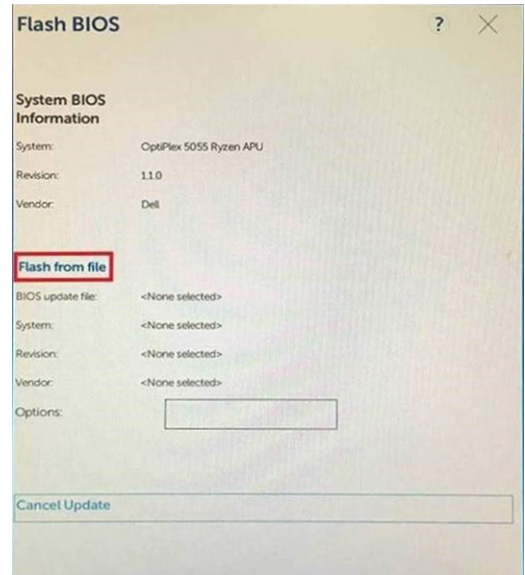 Flash BIOS ?
System BIOS
Information
System: OptiPlex 5055 Ryzen APU
Revision: 1.1.0
Vendor: Dell
Flash from file
BIOS update file: <None selected>
System: <None selected>
Revision: <None selected>
Vendor: <None selected>
Options:
Cancel Update